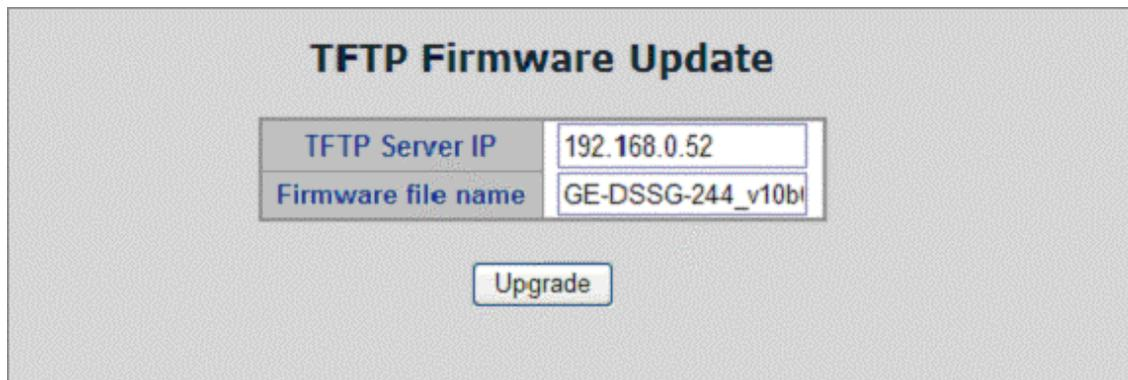 TFTP Firmware Update
TFTP Server IP 192.168.0.52
Firmware file name GE-DSSG-244_v10b
Upgrade